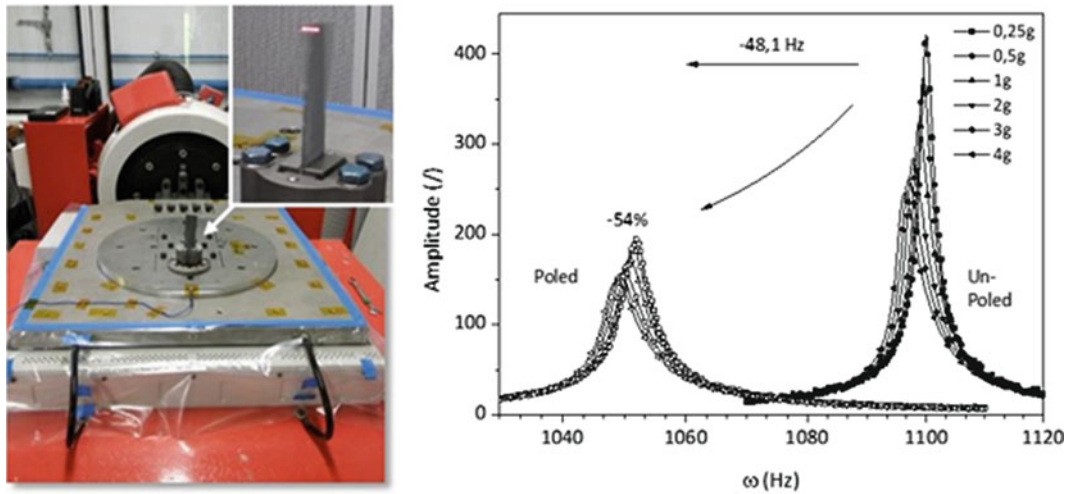 400
300
200
100
0
Amplitude (/)
-48,1 Hz
-54%
Poled
Un-
Poled
0,25g
0,5g
1g
2g
3g
4g
1040
1060
1080
1100
1120
ω (Hz)